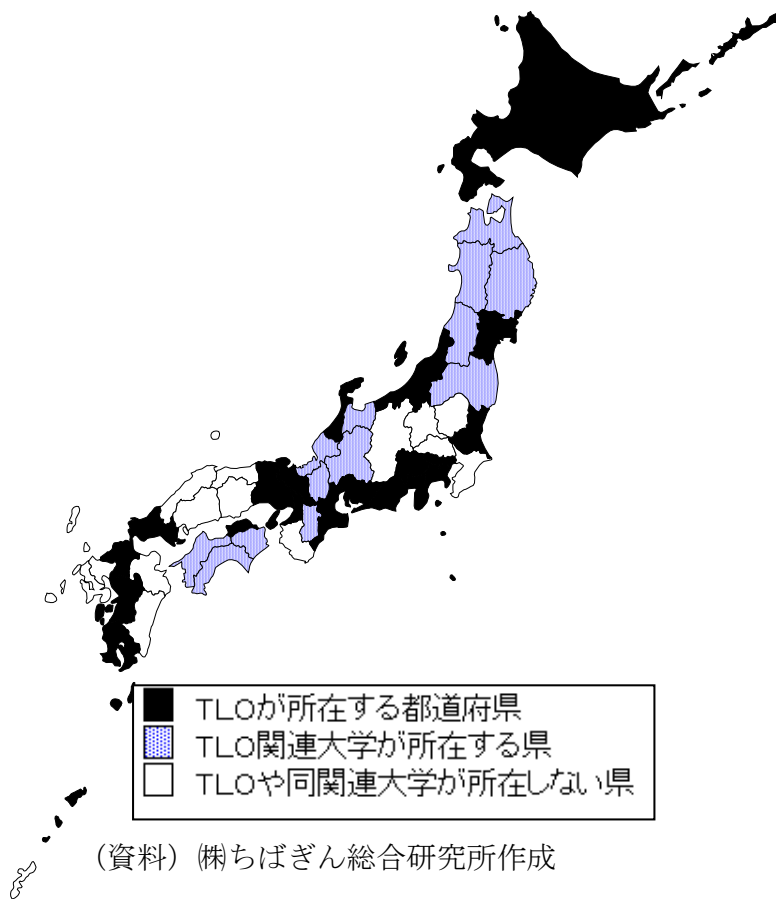 TLOが所在する都道府県
TLO関連大学が所在する県
TLOや同関連大学が所在しない県
（資料）㈱ちばぎん総合研究所作成